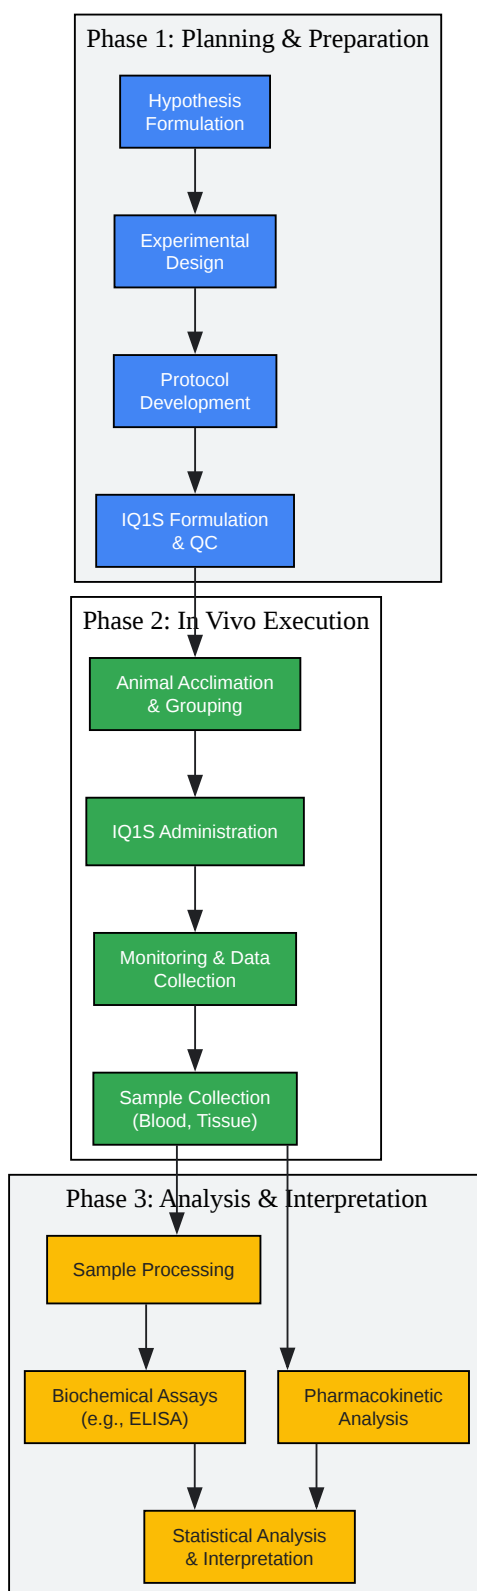 Phase 1: Planning & Preparation
Hypothesis
Formulation
Experimental
Design
Protocol
Development
IQ1S Formulation
& QC
Phase 2: In Vivo Execution
Animal Acclimation
& Grouping
IQ1S Administration
Monitoring & Data
Collection
Sample Collection
(Blood, Tissue)
Phase 3: Analysis & Interpretation
Sample Processing
Biochemical Assays
(e.g., ELISA)
Pharmacokinetic
Analysis
Statistical Analysis
& Interpretation